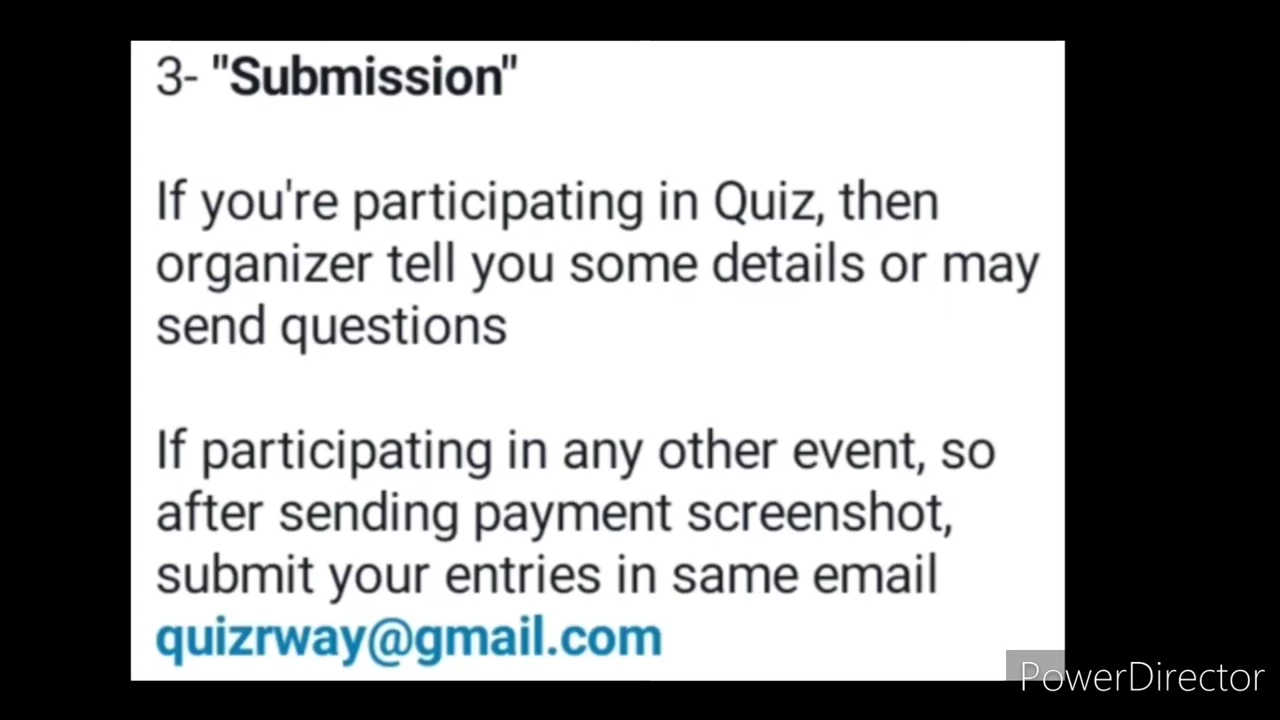 3- "Submission"
If you're participating in Quiz, then
organizer tell you some details or may
send questions
If participating in any other event, so
after sending payment screenshot,
submit your entries in same email
quizrway@gmail.com
PowerDirector